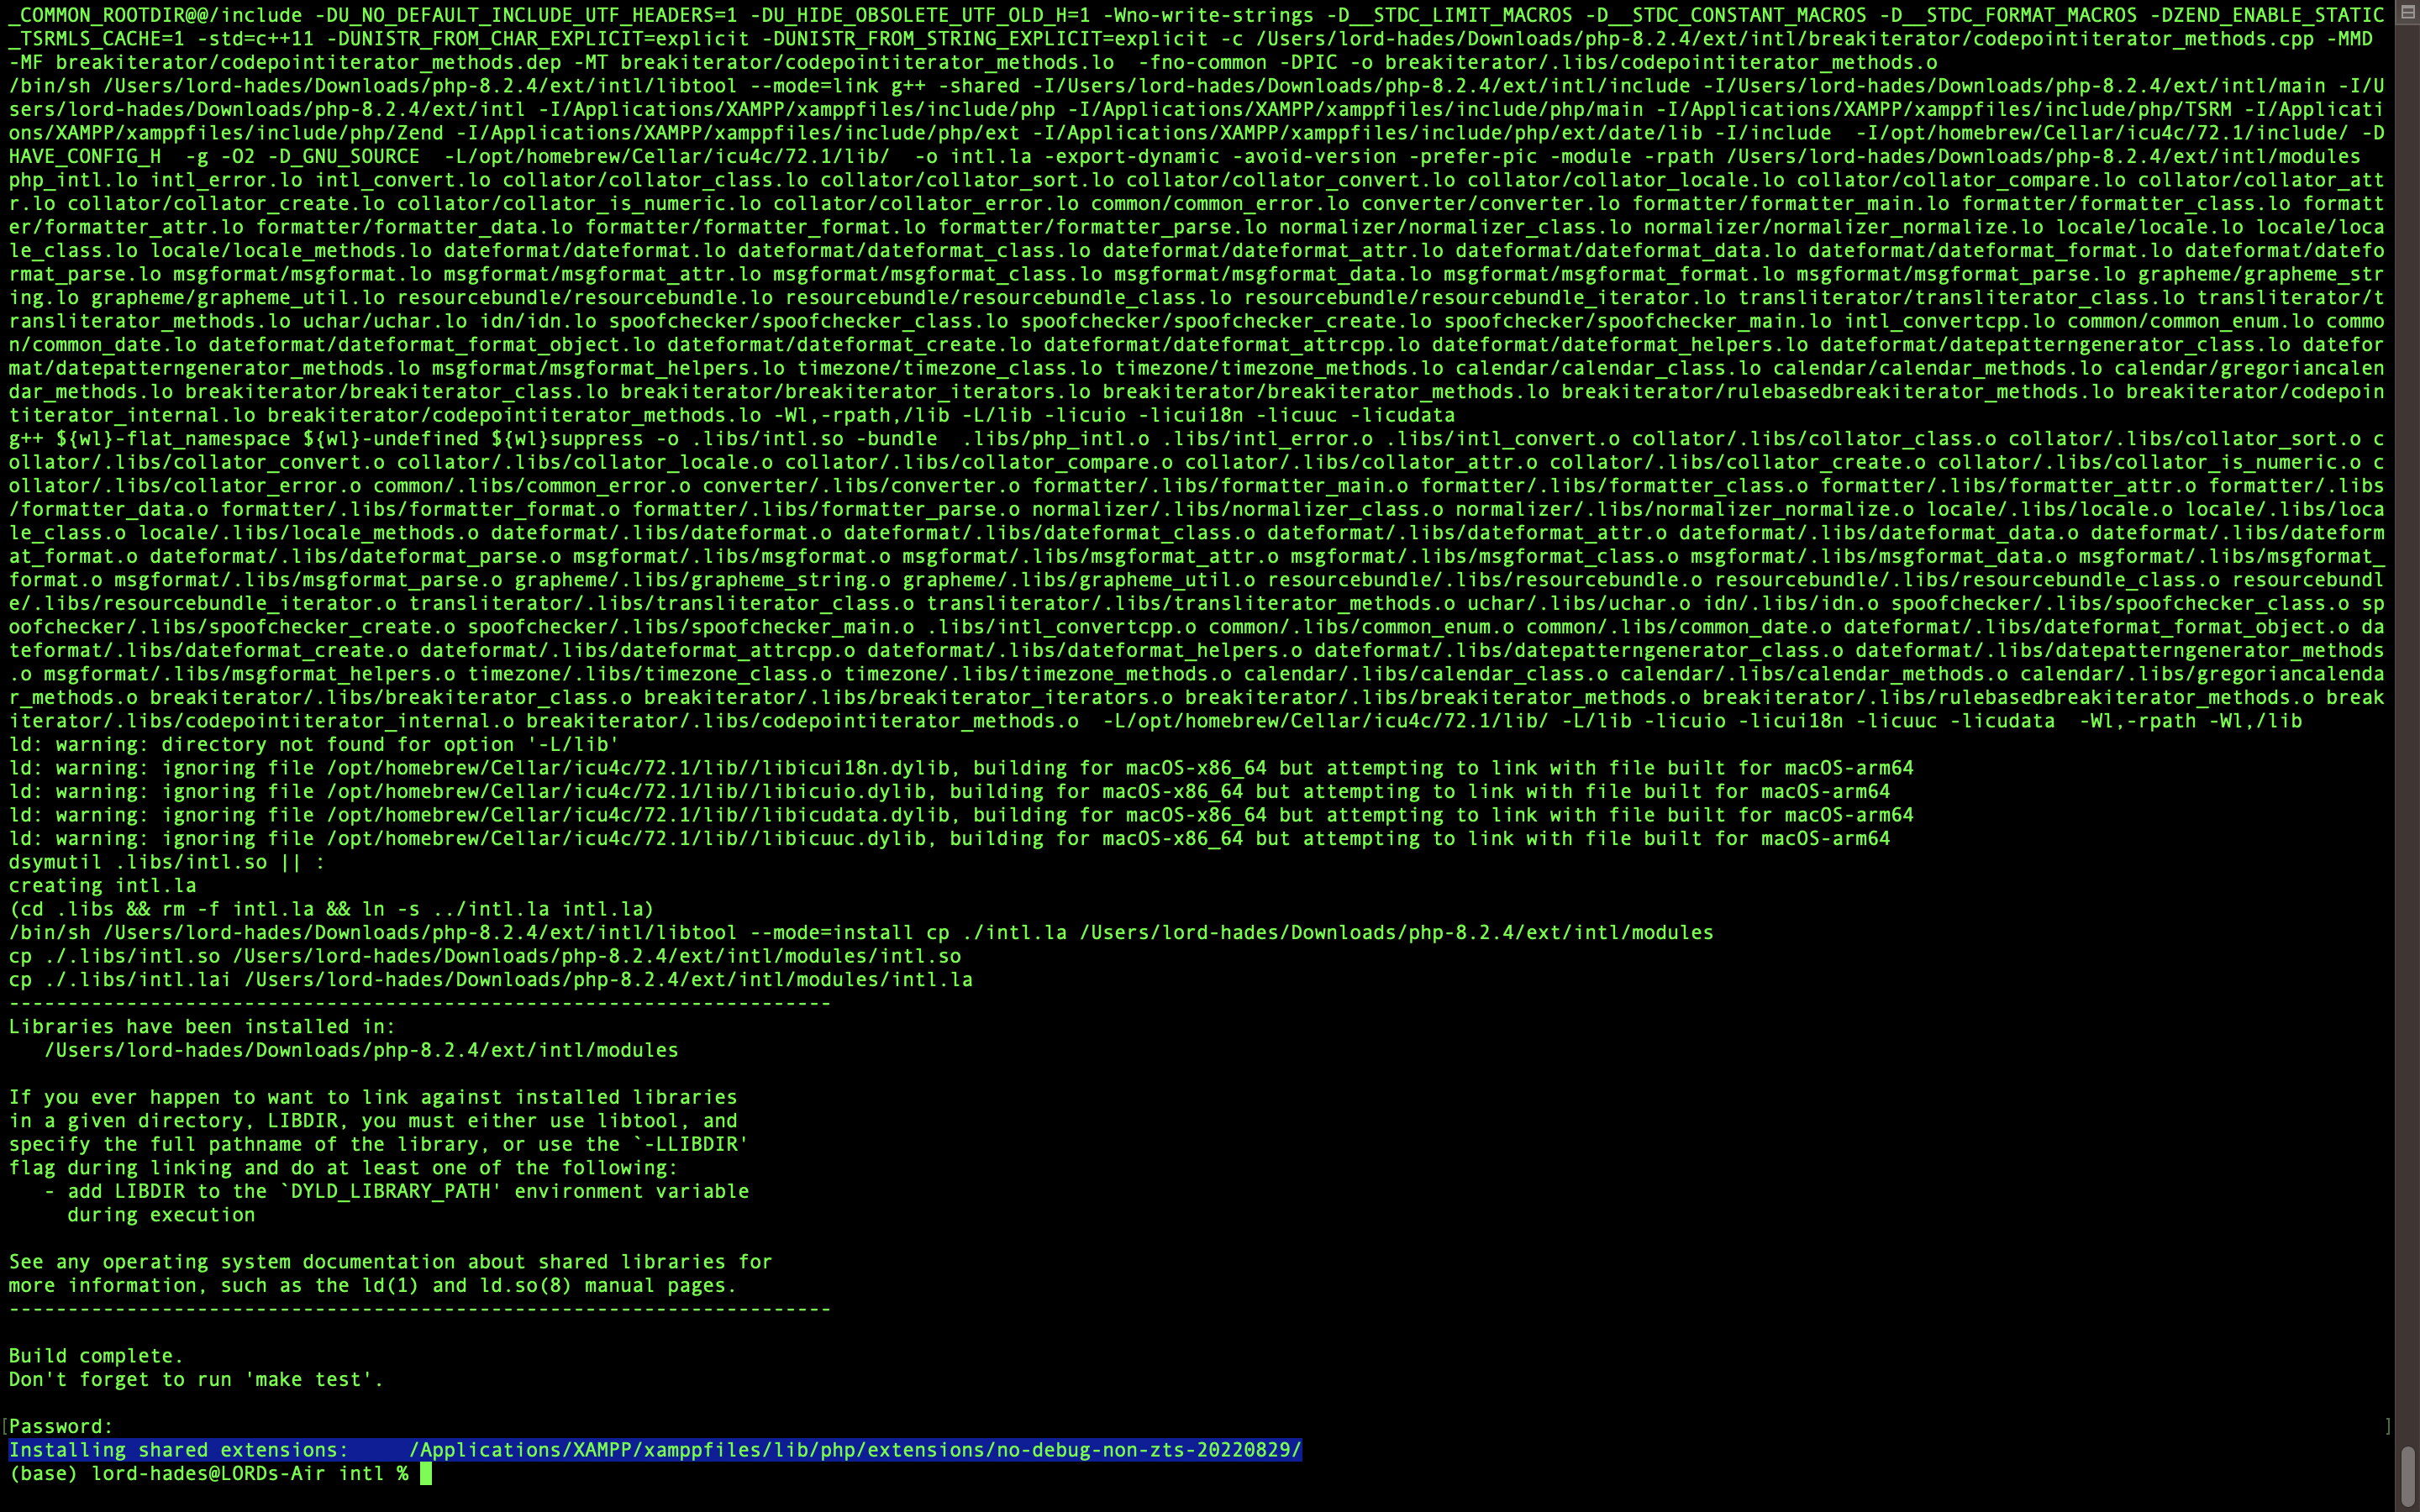 _COMMON_ROOTDIR@@/include -DU_NO_DEFAULT_INCLUDE_UTF_HEADERS=1 -DU_HIDE_OBSOLETE_UTF_OLD_H=1 -Wno-write-strings -D__STDC_LIMIT_MACROS -D__STDC_CONSTANT_MACROS -D__STDC_FORMAT_MACROS -DZEND_ENABLE_STATIC
_TSRMLS_CACHE=1 -std=c++11 -DUNISTR_FROM_CHAR_EXPLICIT=explicit -DUNISTR_FROM_STRING_EXPLICIT=explicit -c /Users/lord-hades/Downloads/php-8.2.4/ext/intl/breakiterator/codepointiterator_methods.cpp -MMD
-MF breakiterator/codepointiterator_methods.dep -MT breakiterator/codepointiterator_methods.lo  -fno-common -DPIC -o breakiterator/.libs/codepointiterator_methods.o
/bin/sh /Users/lord-hades/Downloads/php-8.2.4/ext/intl/libtool --mode=link g++ -shared -I/Users/lord-hades/Downloads/php-8.2.4/ext/intl/include -I/Users/lord-hades/Downloads/php-8.2.4/ext/intl/main -I/U
sers/lord-hades/Downloads/php-8.2.4/ext/intl -I/Applications/XAMPP/xamppfiles/include/php -I/Applications/XAMPP/xamppfiles/include/php/main -I/Applications/XAMPP/xamppfiles/include/php/TSRM -I/Applicati
ons/XAMPP/xamppfiles/include/php/Zend -I/Applications/XAMPP/xamppfiles/include/php/ext -I/Applications/XAMPP/xamppfiles/include/php/ext/date/lib -I/include  -I/opt/homebrew/Cellar/icu4c/72.1/include/ -D
HAVE_CONFIG_H  -g -O2 -D_GNU_SOURCE  -L/opt/homebrew/Cellar/icu4c/72.1/lib/  -o intl.la -export-dynamic -avoid-version -prefer-pic -module -rpath /Users/lord-hades/Downloads/php-8.2.4/ext/intl/modules
php_intl.lo intl_error.lo intl_convert.lo collator/collator_class.lo collator/collator_sort.lo collator/collator_convert.lo collator/collator_locale.lo collator/collator_compare.lo collator/collator_att
r.lo collator/collator_create.lo collator/collator_is_numeric.lo collator/collator_error.lo common/common_error.lo converter/converter.lo formatter/formatter_main.lo formatter/formatter_class.lo formatt
er/formatter_attr.lo formatter/formatter_data.lo formatter/formatter_format.lo formatter/formatter_parse.lo normalizer/normalizer_class.lo normalizer/normalizer_normalize.lo locale/locale.lo locale/loca
le_class.lo locale/locale_methods.lo dateformat/dateformat.lo dateformat/dateformat_class.lo dateformat/dateformat_attr.lo dateformat/dateformat_data.lo dateformat/dateformat_format.lo dateformat/datefo
rmat_parse.lo msgformat/msgformat.lo msgformat/msgformat_attr.lo msgformat/msgformat_class.lo msgformat/msgformat_data.lo msgformat/msgformat_format.lo msgformat/msgformat_parse.lo grapheme/grapheme_str
ing.lo grapheme/grapheme_util.lo resourcebundle/resourcebundle.lo resourcebundle/resourcebundle_class.lo resourcebundle/resourcebundle_iterator.lo transliterator/transliterator_class.lo transliterator/t
ransliterator_methods.lo uchar/uchar.lo idn/idn.lo spoofchecker/spoofchecker_class.lo spoofchecker/spoofchecker_create.lo spoofchecker/spoofchecker_main.lo intl_convertcpp.lo common/common_enum.lo commo
n/common_date.lo dateformat/dateformat_format_object.lo dateformat/dateformat_create.lo dateformat/dateformat_attrcpp.lo dateformat/dateformat_helpers.lo dateformat/datepatterngenerator_class.lo datefor
mat/datepatterngenerator_methods.lo msgformat/msgformat_helpers.lo timezone/timezone_class.lo timezone/timezone_methods.lo calendar/calendar_class.lo calendar/calendar_methods.lo calendar/gregoriancalen
dar_methods.lo breakiterator/breakiterator_class.lo breakiterator/breakiterator_iterators.lo breakiterator/breakiterator_methods.lo breakiterator/rulebasedbreakiterator_methods.lo breakiterator/codepoin
titerator_internal.lo breakiterator/codepointiterator_methods.lo -Wl,-rpath,/lib -L/lib -licuio -licui18n -licuuc -licudata
g++ ${wl}-flat_namespace ${wl}-undefined ${wl}suppress -o .libs/intl.so -bundle  .libs/php_intl.o .libs/intl_error.o .libs/intl_convert.o collator/.libs/collator_class.o collator/.libs/collator_sort.o c
ollator/.libs/collator_convert.o collator/.libs/collator_locale.o collator/.libs/collator_compare.o collator/.libs/collator_attr.o collator/.libs/collator_create.o collator/.libs/collator_is_numeric.o c
ollator/.libs/collator_error.o common/.libs/common_error.o converter/.libs/converter.o formatter/.libs/formatter_main.o formatter/.libs/formatter_class.o formatter/.libs/formatter_attr.o formatter/.libs
/formatter_data.o formatter/.libs/formatter_format.o formatter/.libs/formatter_parse.o normalizer/.libs/normalizer_class.o normalizer/.libs/normalizer_normalize.o locale/.libs/locale.o locale/.libs/loca
le_class.o locale/.libs/locale_methods.o dateformat/.libs/dateformat.o dateformat/.libs/dateformat_class.o dateformat/.libs/dateformat_attr.o dateformat/.libs/dateformat_data.o dateformat/.libs/dateform
at_format.o dateformat/.libs/dateformat_parse.o msgformat/.libs/msgformat.o msgformat/.libs/msgformat_attr.o msgformat/.libs/msgformat_class.o msgformat/.libs/msgformat_data.o msgformat/.libs/msgformat_
format.o msgformat/.libs/msgformat_parse.o grapheme/.libs/grapheme_string.o grapheme/.libs/grapheme_util.o resourcebundle/.libs/resourcebundle.o resourcebundle/.libs/resourcebundle_class.o resourcebundl
e/.libs/resourcebundle_iterator.o transliterator/.libs/transliterator_class.o transliterator/.libs/transliterator_methods.o uchar/.libs/uchar.o idn/.libs/idn.o spoofchecker/.libs/spoofchecker_class.o sp
oofchecker/.libs/spoofchecker_create.o spoofchecker/.libs/spoofchecker_main.o .libs/intl_convertcpp.o common/.libs/common_enum.o common/.libs/common_date.o dateformat/.libs/dateformat_format_object.o da
teformat/.libs/dateformat_create.o dateformat/.libs/dateformat_attrcpp.o dateformat/.libs/dateformat_helpers.o dateformat/.libs/datepatterngenerator_class.o dateformat/.libs/datepatterngenerator_methods
.o msgformat/.libs/msgformat_helpers.o timezone/.libs/timezone_class.o timezone/.libs/timezone_methods.o calendar/.libs/calendar_class.o calendar/.libs/calendar_methods.o calendar/.libs/gregoriancalenda
r_methods.o breakiterator/.libs/breakiterator_class.o breakiterator/.libs/breakiterator_iterators.o breakiterator/.libs/breakiterator_methods.o breakiterator/.libs/rulebasedbreakiterator_methods.o break
iterator/.libs/codepointiterator_internal.o breakiterator/.libs/codepointiterator_methods.o  -L/opt/homebrew/Cellar/icu4c/72.1/lib/ -L/lib -licuio -licui18n -licuuc -licudata  -Wl,-rpath -Wl,/lib
ld: warning: directory not found for option '-L/lib'
ld: warning: ignoring file /opt/homebrew/Cellar/icu4c/72.1/lib//libicui18n.dylib, building for macOS-x86_64 but attempting to link with file built for macOS-arm64
ld: warning: ignoring file /opt/homebrew/Cellar/icu4c/72.1/lib//libicuio.dylib, building for macOS-x86_64 but attempting to link with file built for macOS-arm64
ld: warning: ignoring file /opt/homebrew/Cellar/icu4c/72.1/lib//libicudata.dylib, building for macOS-x86_64 but attempting to link with file built for macOS-arm64
ld: warning: ignoring file /opt/homebrew/Cellar/icu4c/72.1/lib//libicuuc.dylib, building for macOS-x86_64 but attempting to link with file built for macOS-arm64
dsymutil .libs/intl.so || :
creating intl.la
(cd .libs && rm -f intl.la && ln -s ../intl.la intl.la)
/bin/sh /Users/lord-hades/Downloads/php-8.2.4/ext/intl/libtool --mode=install cp ./intl.la /Users/lord-hades/Downloads/php-8.2.4/ext/intl/modules
cp ./.libs/intl.so /Users/lord-hades/Downloads/php-8.2.4/ext/intl/modules/intl.so
cp ./.libs/intl.lai /Users/lord-hades/Downloads/php-8.2.4/ext/intl/modules/intl.la
----------------------------------------------------------------------
Libraries have been installed in:
   /Users/lord-hades/Downloads/php-8.2.4/ext/intl/modules
If you ever happen to want to link against installed libraries
in a given directory, LIBDIR, you must either use libtool, and
specify the full pathname of the library, or use the `-LLIBDIR'
flag during linking and do at least one of the following:
   - add LIBDIR to the `DYLD_LIBRARY_PATH' environment variable
     during execution
See any operating system documentation about shared libraries for
more information, such as the ld(1) and ld.so(8) manual pages.
----------------------------------------------------------------------
Build complete.
Don't forget to run 'make test'.
[Password: ]
Installing shared extensions:     /Applications/XAMPP/xamppfiles/lib/php/extensions/no-debug-non-zts-20220829/
(base) lord-hades@LORDs-Air intl %